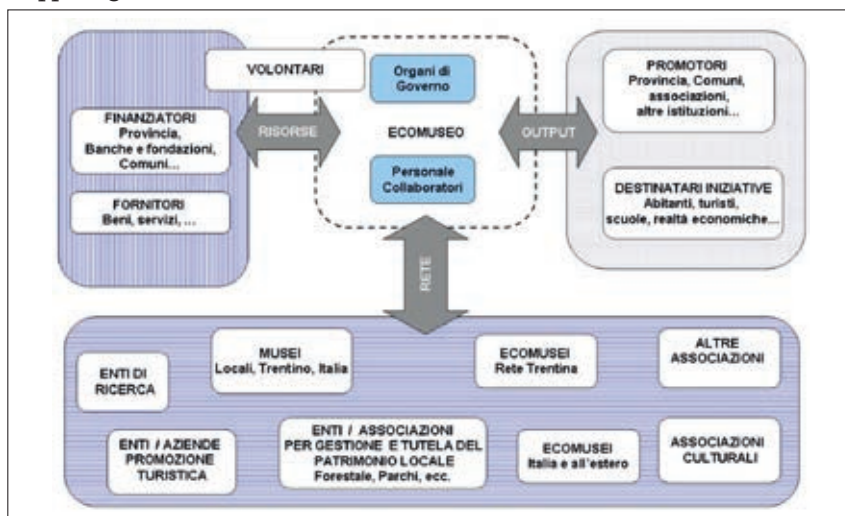 VOLONTARI
Organi di
Governo
PROMOTORI
Provincia, Comuni,
associazioni,
altre istituzioni...
FINANZIATORI
Provincia,
Banche e fondazioni,
Comuni...
RISORSE
ECOMUSEO
OUTPUT
FORNITORI
Beni, servizi, ...
Personale
Collaboratori
DESTINATARI INIZIATIVE
Abitanti, turisti,
scuole, realtà economiche...
RETE
ENTI DI
RICERCA
MUSEI
Locali, Trentino, Italia
ECOMUSEI
Rete Trentina
ALTRE
ASSOCIAZIONI
ENTI / AZIENDE
PROMOZIONE
TURISTICA
ENTI / ASSOCIAZIONI
PER GESTIONE E TUTELA DEL
PATRIMONIO LOCALE
Forestale, Parchi, ecc.
ECOMUSEI
Italia e all'estero
ASSOCIAZIONI
CULTURALI